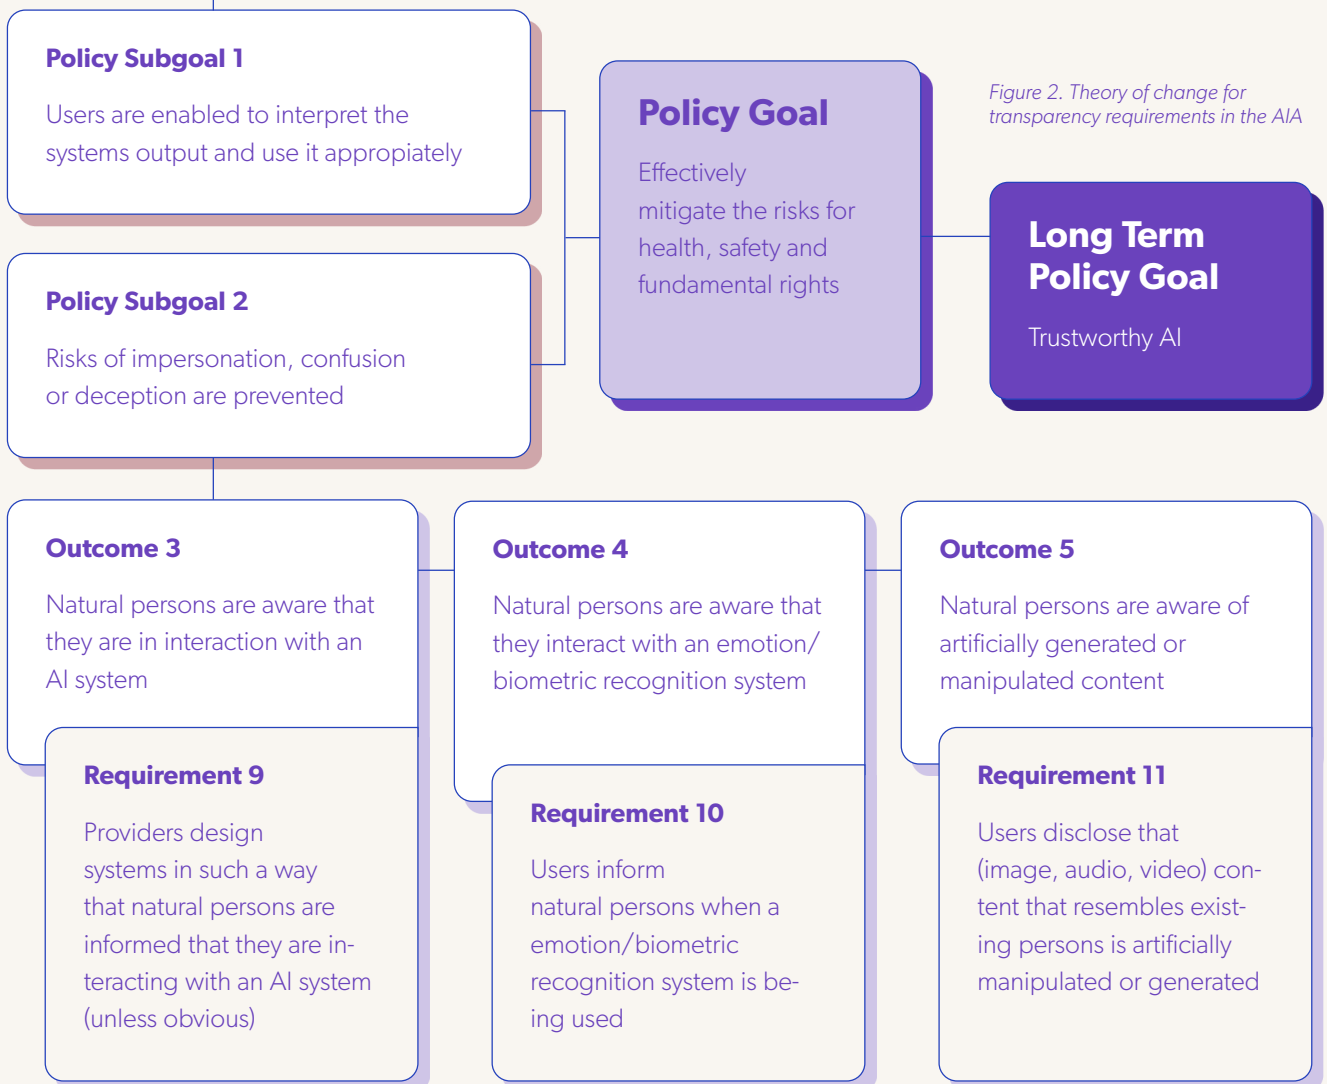 Policy Subgoal 1
Users are enabled to interpret the
systems output and use it appropiately
Policy Subgoal 2
Risks of impersonation, confusion
or deception are prevented
Policy Goal
Effectively
mitigate the risks for
health, safety and
fundamental rights
Figure 2. Theory of change for
transparency requirements in the AIA
Long Term
Policy Goal
Trustworthy AI
Outcome 3
Natural persons are aware that
they are in interaction with an
AI system
Requirement 9
Providers design
systems in such a way
that natural persons are
informed that they are in-
teracting with an AI system
(unless obvious)
Outcome 4
Natural persons are aware that
they interact with an emotion/
biometric recognition system
Requirement 10
Users inform
natural persons when a
emotion/biometric
recognition system is be-
ing used
Outcome 5
Natural persons are aware of
artificially generated or
manipulated content
Requirement 11
Users disclose that
(image, audio, video) con-
tent that resembles exist-
ing persons is artificially
manipulated or generated